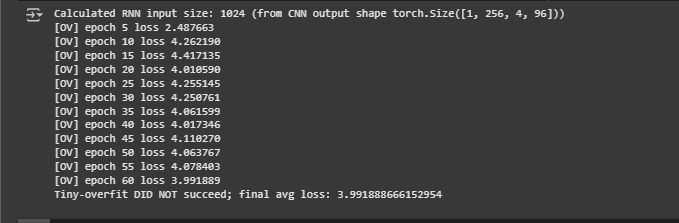 Calculated RNN input size: 1024 (from CNN output shape torch.Size([1, 256, 4, 96]))
[OV] epoch 5 loss 2.487663
[OV] epoch 10 loss 4.262190
[OV] epoch 15 loss 4.417135
[OV] epoch 20 loss 4.010590
[OV] epoch 25 loss 4.255145
[OV] epoch 30 loss 4.250761
[OV] epoch 35 loss 4.061599
[OV] epoch 40 loss 4.017346
[OV] epoch 45 loss 4.110270
[OV] epoch 50 loss 4.063767
[OV] epoch 55 loss 4.078403
[OV] epoch 60 loss 3.991889
Tiny-overfit DID NOT succeed; final avg loss: 3.991888666152954